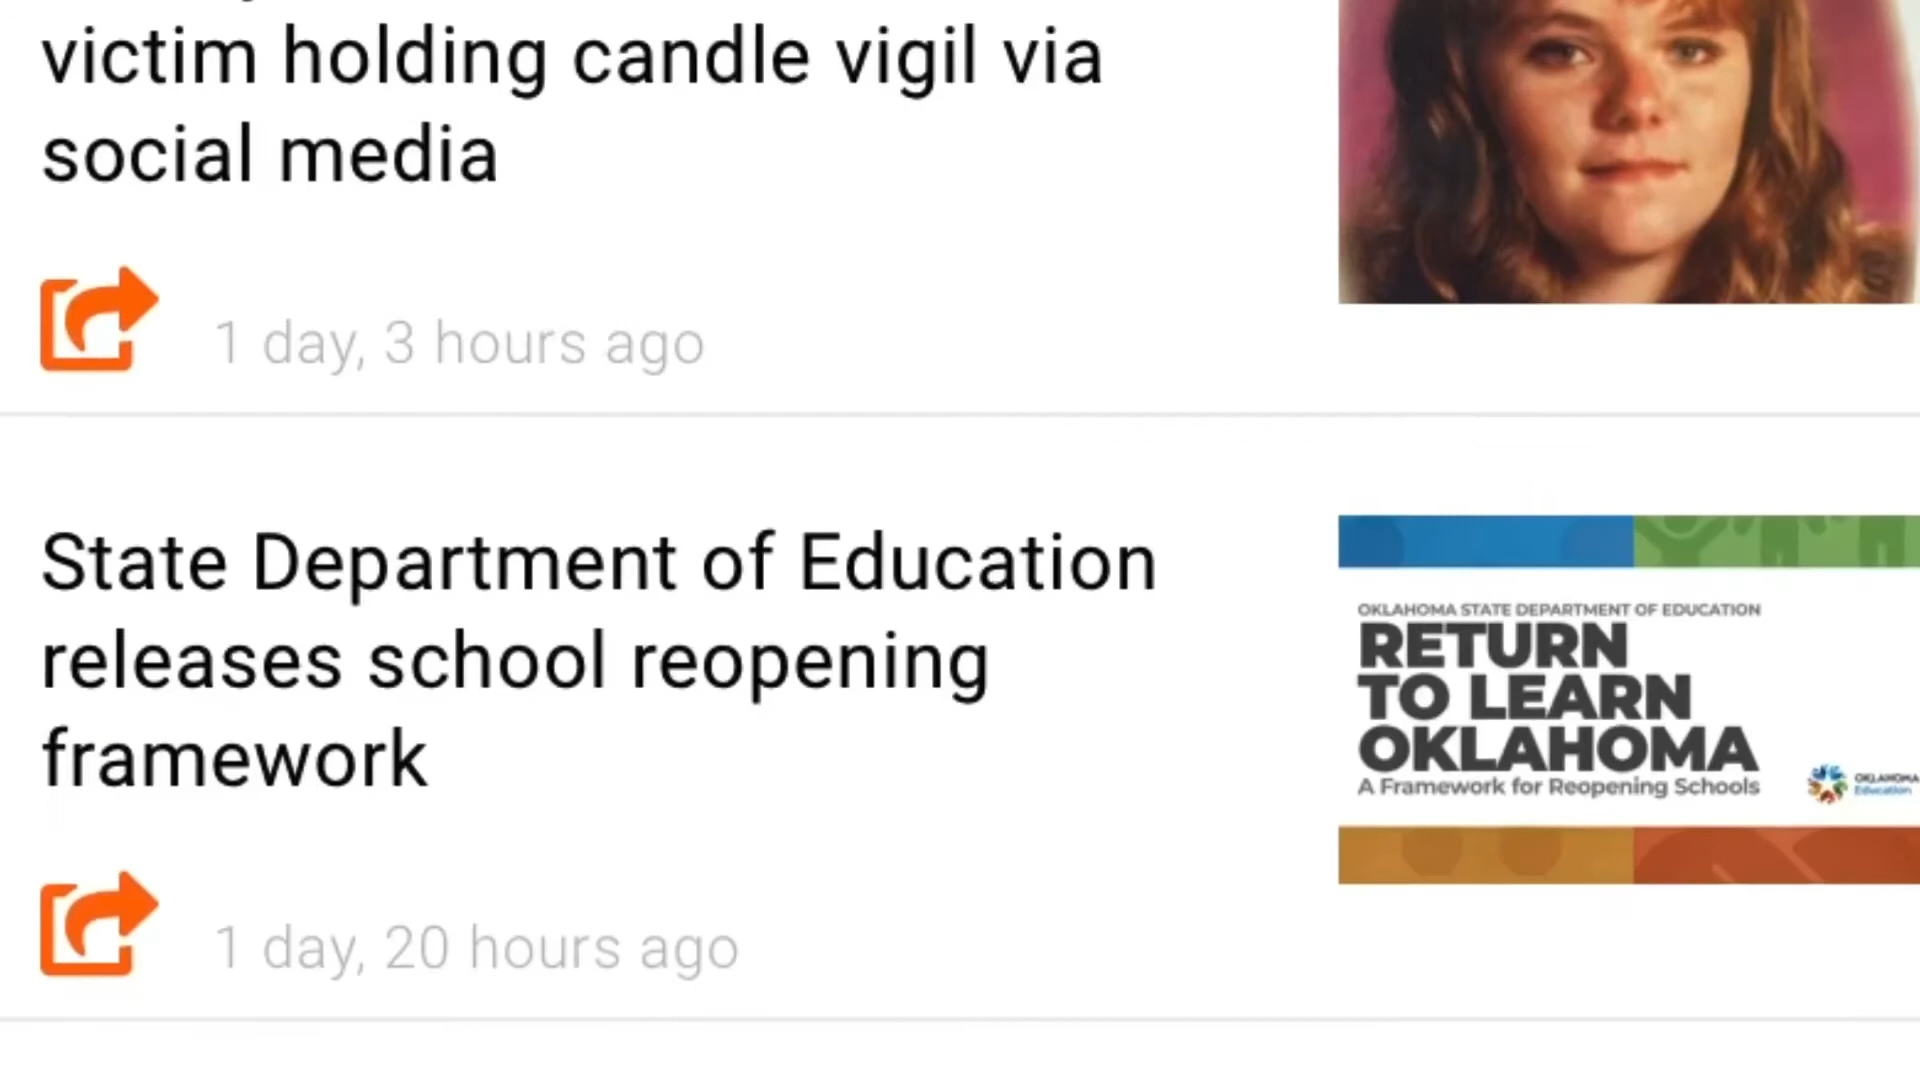 victim holding candle vigil via
social media
1 day, 3 hours ago
State Department of Education
releases school reopening
framework
1 day, 20 hours ago
OKLAHOMA STATE DEPARTMENT OF EDUCATION
RETURN
TO LEARN
OKLAHOMA
A Framework for Reopening Schools
OKLAHOMA
Education